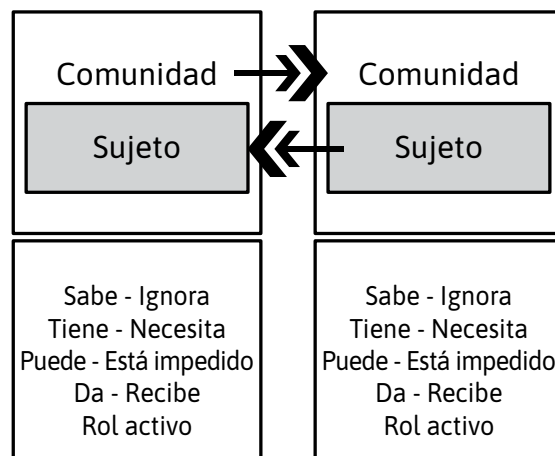 Comunidad
Sujeto
Comunidad
Sujeto
Sabe - Ignora
Tiene - Necesita
Puede - Está impedido
Da - Recibe
Rol activo
Sabe - Ignora
Tiene - Necesita
Puede - Está impedido
Da - Recibe
Rol activo